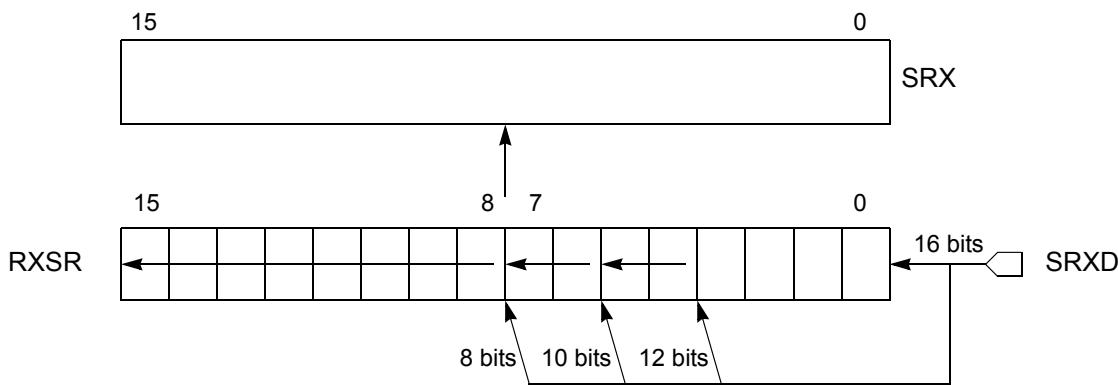 15 0
SRX
15 8 7 0
RXSR 16 bits SRXD
8 bits 10 bits 12 bits